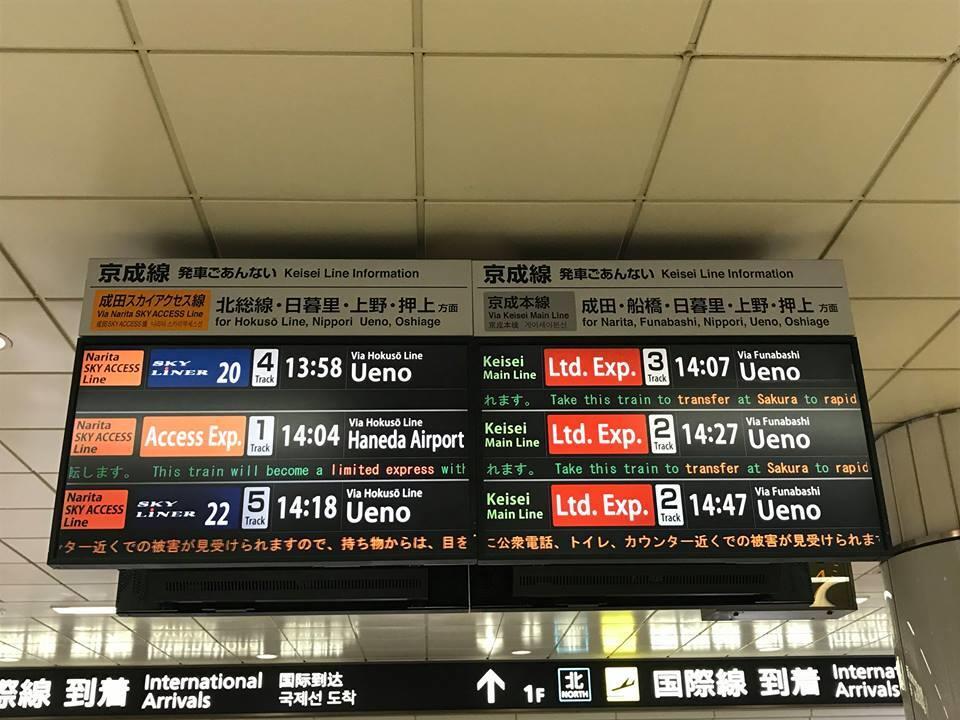 京成線 発車ごあんない Keisei Line Information
成田スカイアクセス線
Via Narita SKY ACCESS Line
北総線・日暮里・上野・押上 方面
for Hokusō Line, Nippori Ueno, Oshiage
Narita SKY ACCESS Line SKY LINER 20 4 Track 13:58 Via Hokusō Line Ueno
Narita SKY ACCESS Line Access Exp. 1 Track 14:04 Via Hokusō Line Haneda Airport
転します。 This train will become a limited express with
Narita SKY ACCESS Line SKY LINER 22 5 Track 14:18 Via Hokusō Line Ueno
ター近くでの被害が見受けられますので、持ち物からは、目を
京成線 発車ごあんない Keisei Line Information
京成本線
Via Keisei Main Line
京成本线 게이세이본선
成田・船橋・日暮里・上野・押上 方面
for Narita, Funabashi, Nippori, Ueno, Oshiage
Keisei Main Line Ltd. Exp. 3 Track 14:07 Via Funabashi Ueno
れます。 Take this train to transfer at Sakura to rapid
Keisei Main Line Ltd. Exp. 2 Track 14:27 Via Funabashi Ueno
れます。 Take this train to transfer at Sakura to rapid
Keisei Main Line Ltd. Exp. 2 Track 14:47 Via Funabashi Ueno
に公衆電話、トイレ、カウンター近くでの被害が見受けられま
際線 到着 International Arrivals 国际到达 국제선 도착
↑ 1F 北 NORTH 国際線 到着 Interna Arrivals